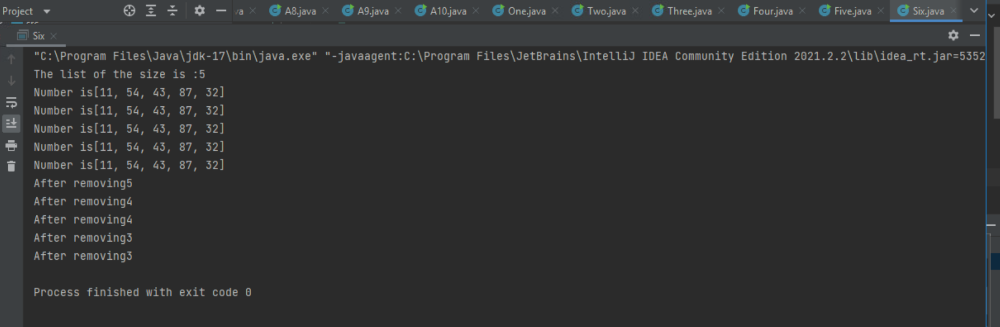 Project va A8.java A9.java A10.java One.java Two.java Three.java Four.java Five.java Six.java
Six
"C:\Program Files\Java\jdk-17\bin\java.exe" "-javaagent:C:\Program Files\JetBrains\IntelliJ IDEA Community Edition 2021.2.2\lib\idea_rt.jar=5352
The list of the size is :5
Number is[11, 54, 43, 87, 32]
Number is[11, 54, 43, 87, 32]
Number is[11, 54, 43, 87, 32]
Number is[11, 54, 43, 87, 32]
Number is[11, 54, 43, 87, 32]
After removing5
After removing4
After removing4
After removing3
After removing3
Process finished with exit code 0